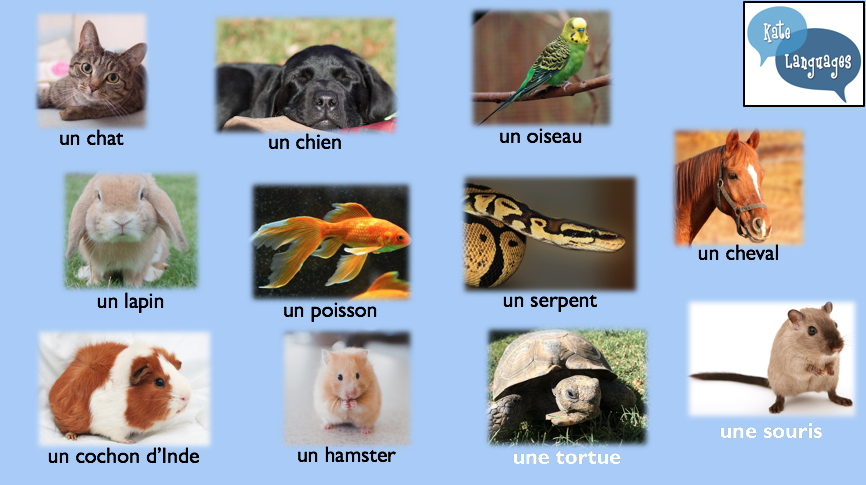 Kate
Languages
un chat
un chien
un oiseau
un cheval
un lapin
un poisson
un serpent
un cochon d'Inde
un hamster
une tortue
une souris